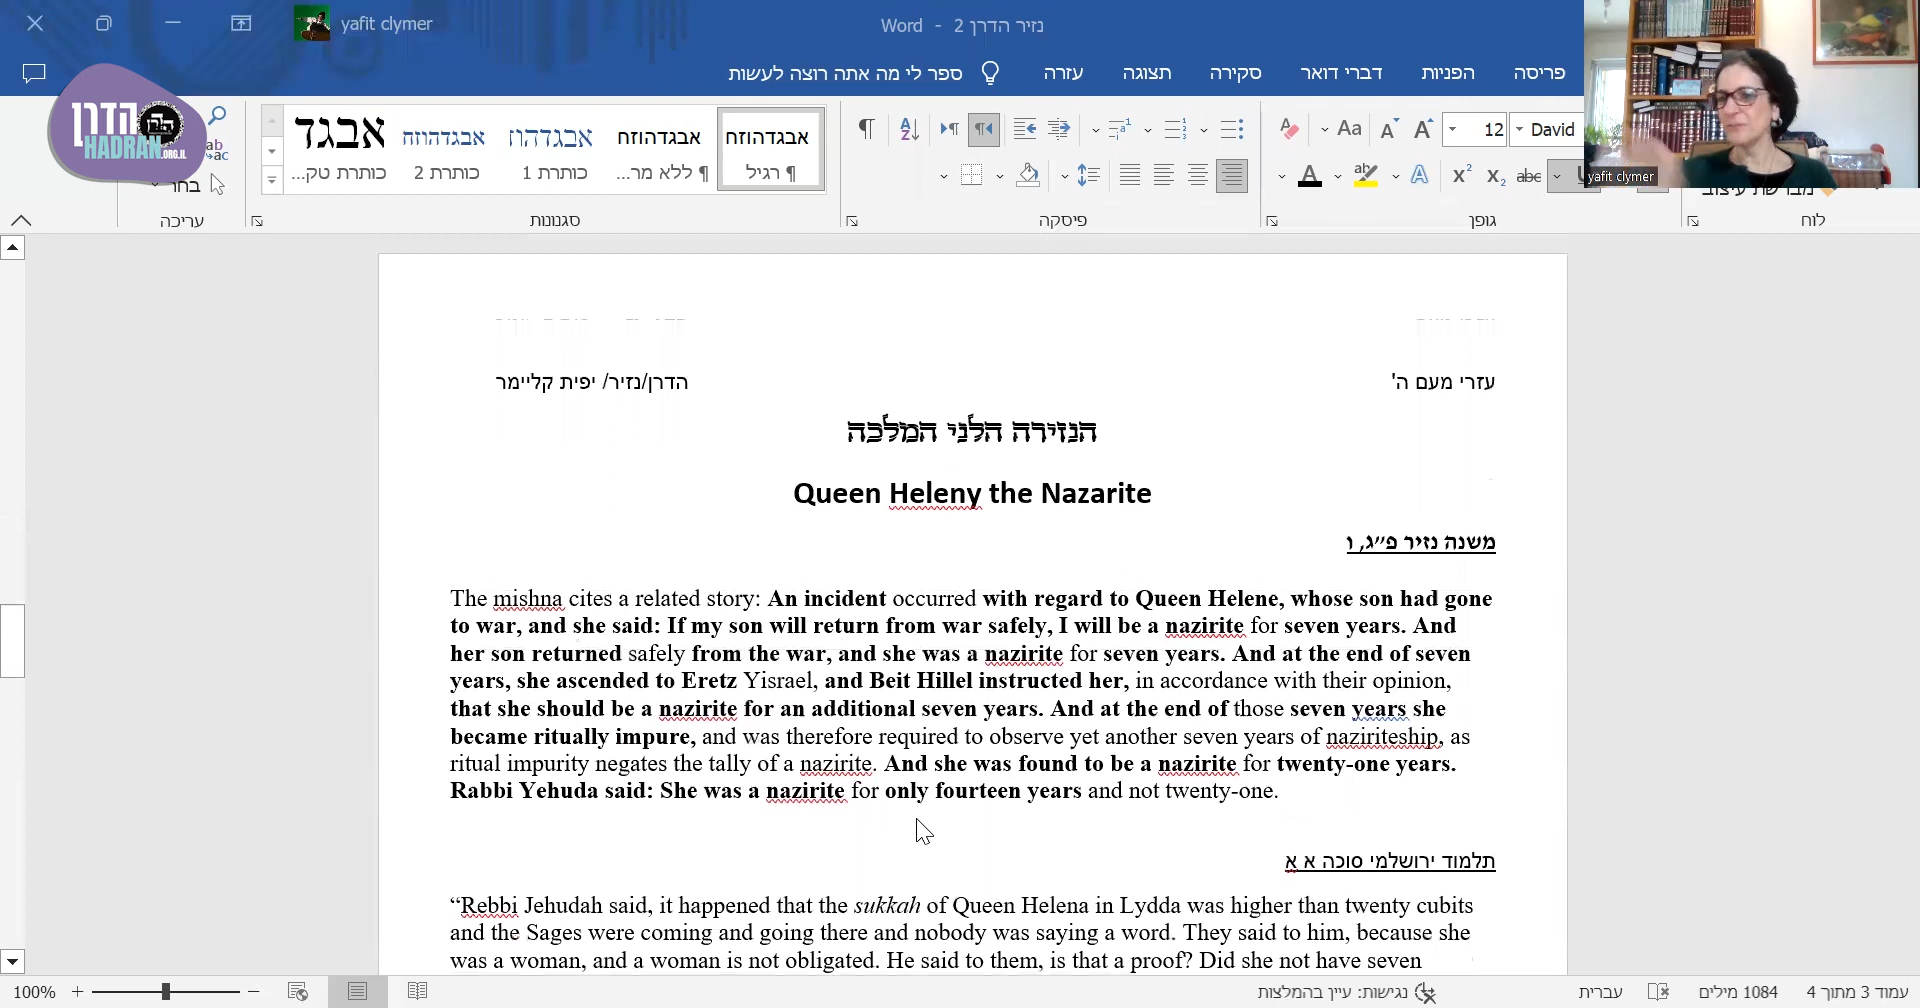 yafit clymer
נזיר הדרן 2 - Word
פריסה הפניות דברי דואר סקירה תצוגה עזרה ספר לי מה אתה רוצה לעשות
הדרן
HADRAN.ORG.IL
David 12 Aa
אבגדהוזח אבגדהוזח אבגדהוז אבגדהוזח אבגד
¶ רגיל ¶ ללא מר... כותרת 1 כותרת 2 כותרת טק...
בחר
לוח גופן פיסקה סגנונות עריכה
yafit clymer
עזרי מעם ה' הדרן/נזיר/ יפית קליימר
הנזירה הלני המלכה
Queen Heleny the Nazarite
משנה נזיר פ״ג, ו
The mishna cites a related story: An incident occurred with regard to Queen Helene, whose son had gone
to war, and she said: If my son will return from war safely, I will be a nazirite for seven years. And
her son returned safely from the war, and she was a nazirite for seven years. And at the end of seven
years, she ascended to Eretz Yisrael, and Beit Hillel instructed her, in accordance with their opinion,
that she should be a nazirite for an additional seven years. And at the end of those seven years she
became ritually impure, and was therefore required to observe yet another seven years of naziriteship, as
ritual impurity negates the tally of a nazirite. And she was found to be a nazirite for twenty-one years.
Rabbi Yehuda said: She was a nazirite for only fourteen years and not twenty-one.
תלמוד ירושלמי סוכה א א
“Rebbi Jehudah said, it happened that the sukkah of Queen Helena in Lydda was higher than twenty cubits
and the Sages were coming and going there and nobody was saying a word. They said to him, because she
was a woman, and a woman is not obligated. He said to them, is that a proof? Did she not have seven
עמוד 3 מתוך 4 1084 מילים עברית נגישות: עיין בהמלצות 100%